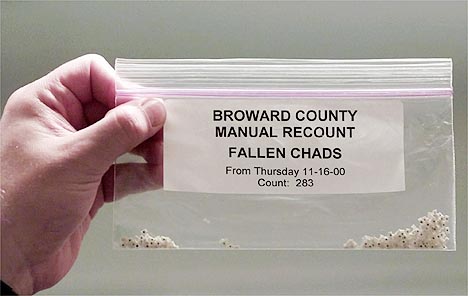 BROWARD COUNTY
MANUAL RECOUNT
FALLEN CHADS
From Thursday 11-16-00
Count: 283